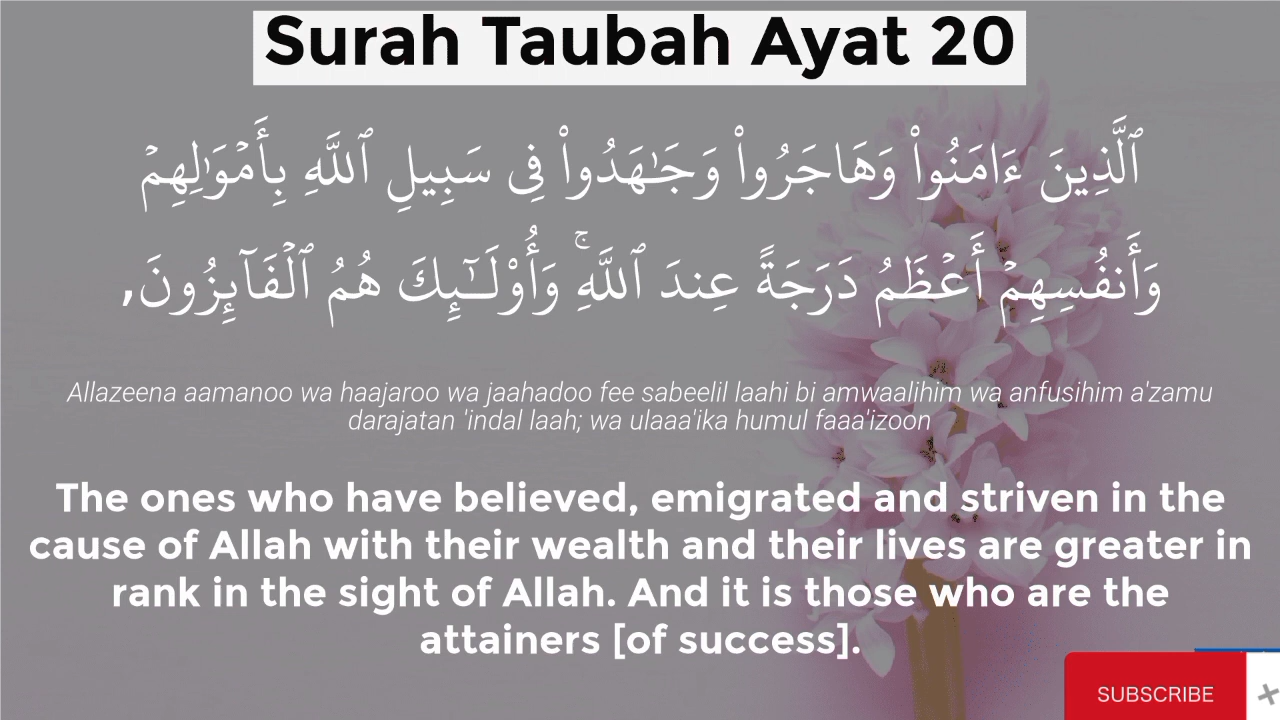 Surah Taubah Ayat 20
ٱلَّذِينَ ءَامَنُوا۟ وَهَاجَرُوا۟ وَجَـٰهَدُوا۟ فِى سَبِيلِ ٱللَّهِ بِأَمْوَٰلِهِمْ
وَأَنفُسِهِمْ أَعْظَمُ دَرَجَةً عِندَ ٱللَّهِ ۚ وَأُو۟لَـٰٓئِكَ هُمُ ٱلْفَآئِزُونَ,
Allazeena aamanoo wa haajaroo wa jaahadoo fee sabeelil laahi bi amwaalihim wa anfusihim a'zamu
darajatan 'indal laah; wa ulaaa'ika humul faaa'izoon
The ones who have believed, emigrated and striven in the
cause of Allah with their wealth and their lives are greater in
rank in the sight of Allah. And it is those who are the
attainers [of success].
SUBSCRIBE